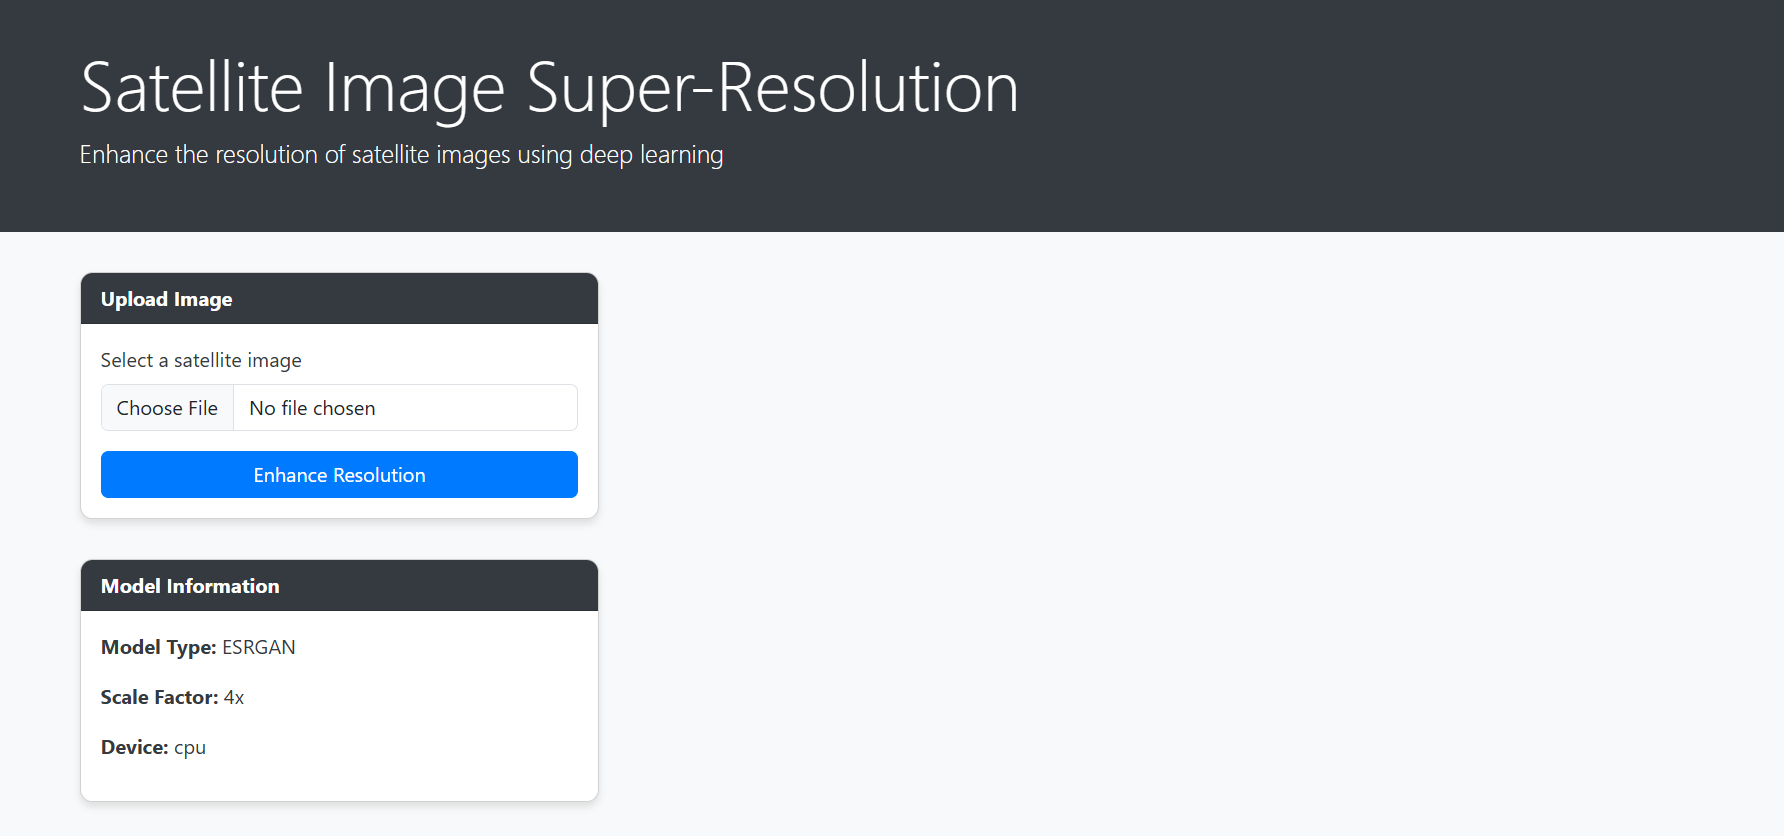 Satellite Image Super-Resolution
Enhance the resolution of satellite images using deep learning
Upload Image
Select a satellite image
Choose File No file chosen
Enhance Resolution
Model Information
Model Type: ESRGAN
Scale Factor: 4x
Device: cpu